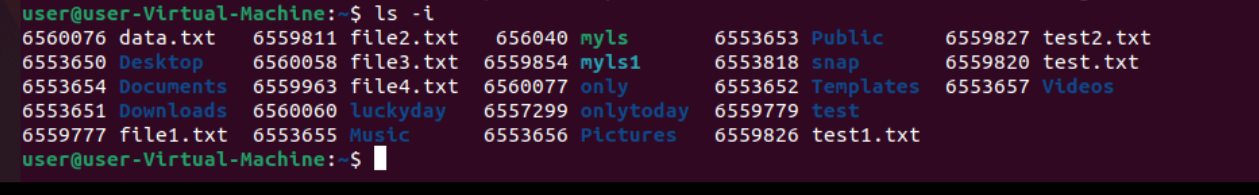 user@user-Virtual-Machine:~$ ls -i
6560076 data.txt   6559811 file2.txt   656040 myls       6553653 Public     6559827 test2.txt
6553650 Desktop    6560058 file3.txt  6559854 myls1      6553818 snap       6559820 test.txt
6553654 Documents  6559963 file4.txt  6560077 only       6553652 Templates  6553657 Videos
6553651 Downloads  6560060 luckyday   6557299 onlytoday  6559779 test
6559777 file1.txt  6553655 Music      6553656 Pictures   6559826 test1.txt
user@user-Virtual-Machine:~$